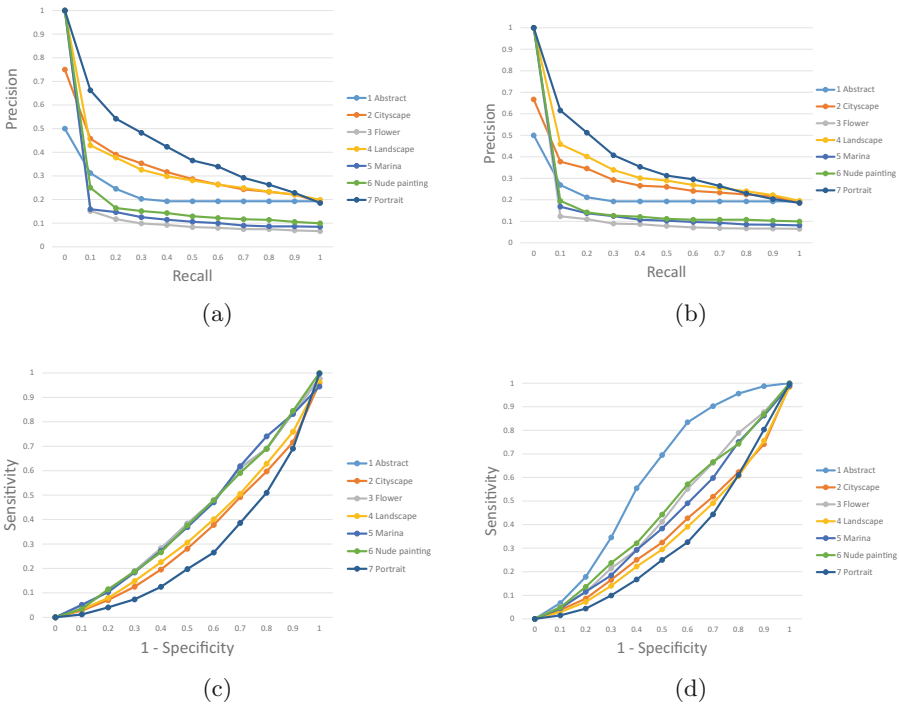 Precision
1
0.9
0.8
0.7
0.6
0.5
0.4
0.3
0.2
0.1
0
0 0.1 0.2 0.3 0.4 0.5 0.6 0.7 0.8 0.9 1
Recall
1 Abstract
2 Cityscape
3 Flower
4 Landscape
5 Marina
6 Nude painting
7 Portrait
(a)
Precision
1
0.9
0.8
0.7
0.6
0.5
0.4
0.3
0.2
0.1
0
0 0.1 0.2 0.3 0.4 0.5 0.6 0.7 0.8 0.9 1
Recall
1 Abstract
2 Cityscape
3 Flower
4 Landscape
5 Marina
6 Nude painting
7 Portrait
(b)
Sensitivity
1
0.9
0.8
0.7
0.6
0.5
0.4
0.3
0.2
0.1
0
0 0.1 0.2 0.3 0.4 0.5 0.6 0.7 0.8 0.9 1
1 - Specificity
1 Abstract
2 Cityscape
3 Flower
4 Landscape
5 Marina
6 Nude painting
7 Portrait
(c)
Sensitivity
1
0.9
0.8
0.7
0.6
0.5
0.4
0.3
0.2
0.1
0
0 0.1 0.2 0.3 0.4 0.5 0.6 0.7 0.8 0.9 1
1 - Specificity
1 Abstract
2 Cityscape
3 Flower
4 Landscape
5 Marina
6 Nude painting
7 Portrait
(d)